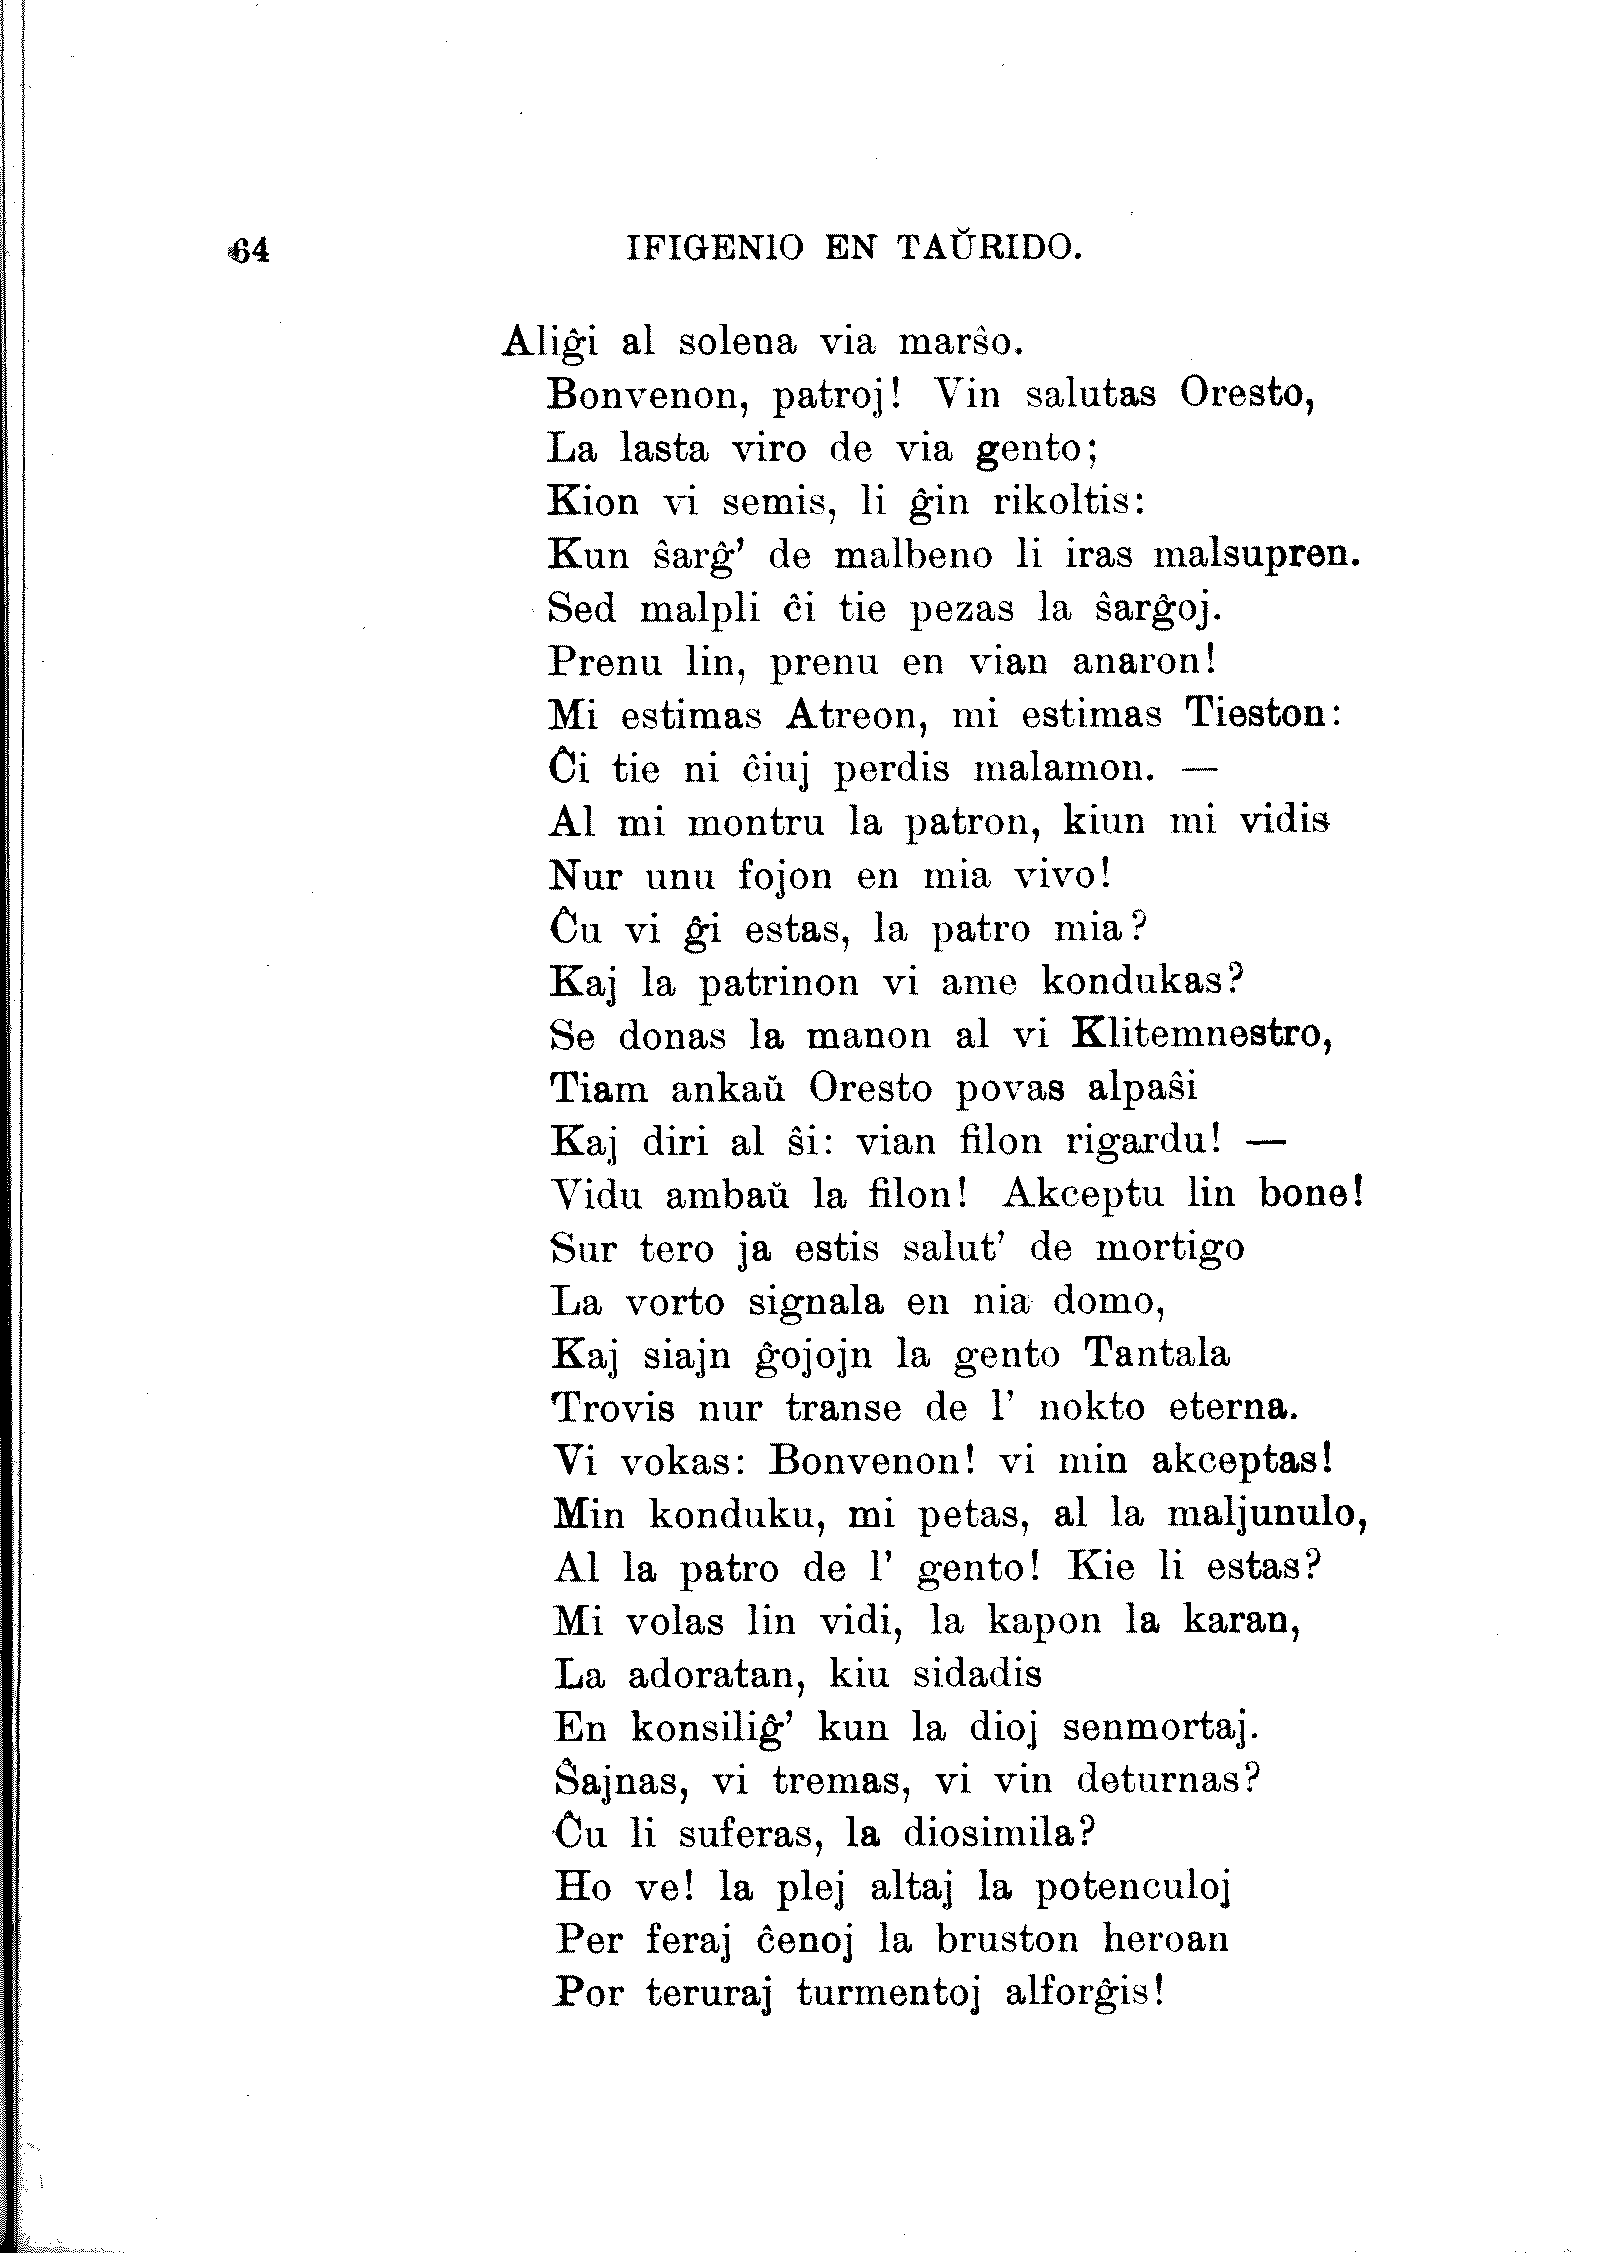 64 IFIGENIO EN TAŬRIDO.
Aliĝi al solena via marŝo.
Bonvenon, patroj! Vin salutas Oresto,
La lasta viro de via gento;
Kion vi semis, li ĝin rikoltis:
Kun ŝarĝ' de malbeno li iras malsupren.
Sed malpli ĉi tie pezas la ŝarĝoj.
Prenu lin, prenu en vian anaron!
Mi estimas Atreon, mi estimas Tieston:
Ĉi tie ni ĉiuj perdis malamon. —
Al mi montru la patron, kiun mi vidis
Nur unu fojon en mia vivo!
Ĉu vi ĝi estas, la patro mia?
Kaj la patrinon vi ame kondukas?
Se donas la manon al vi Klitemnestro,
Tiam ankaŭ Oresto povas alpaŝi
Kaj diri al ŝi: vian filon rigardu! —
Vidu ambaŭ la filon! Akceptu lin bone!
Sur tero ja estis salut' de mortigo
La vorto signala en nia domo,
Kaj siajn ĝojojn la gento Tantala
Trovis nur transe de l' nokto eterna.
Vi vokas: Bonvenon! vi min akceptas!
Min konduku, mi petas, al la maljunulo,
Al la patro de l' gento! Kie li estas?
Mi volas lin vidi, la kapon la karan,
La adoratan, kiu sidadis
En konsiliĝ' kun la dioj senmortaj.
Ŝajnas, vi tremas, vi vin deturnas?
Ĉu li suferas, la diosimila?
Ho ve! la plej altaj la potenculoj
Per feraj ĉenoj la bruston heroan
Por teruraj turmentoj alforĝis!